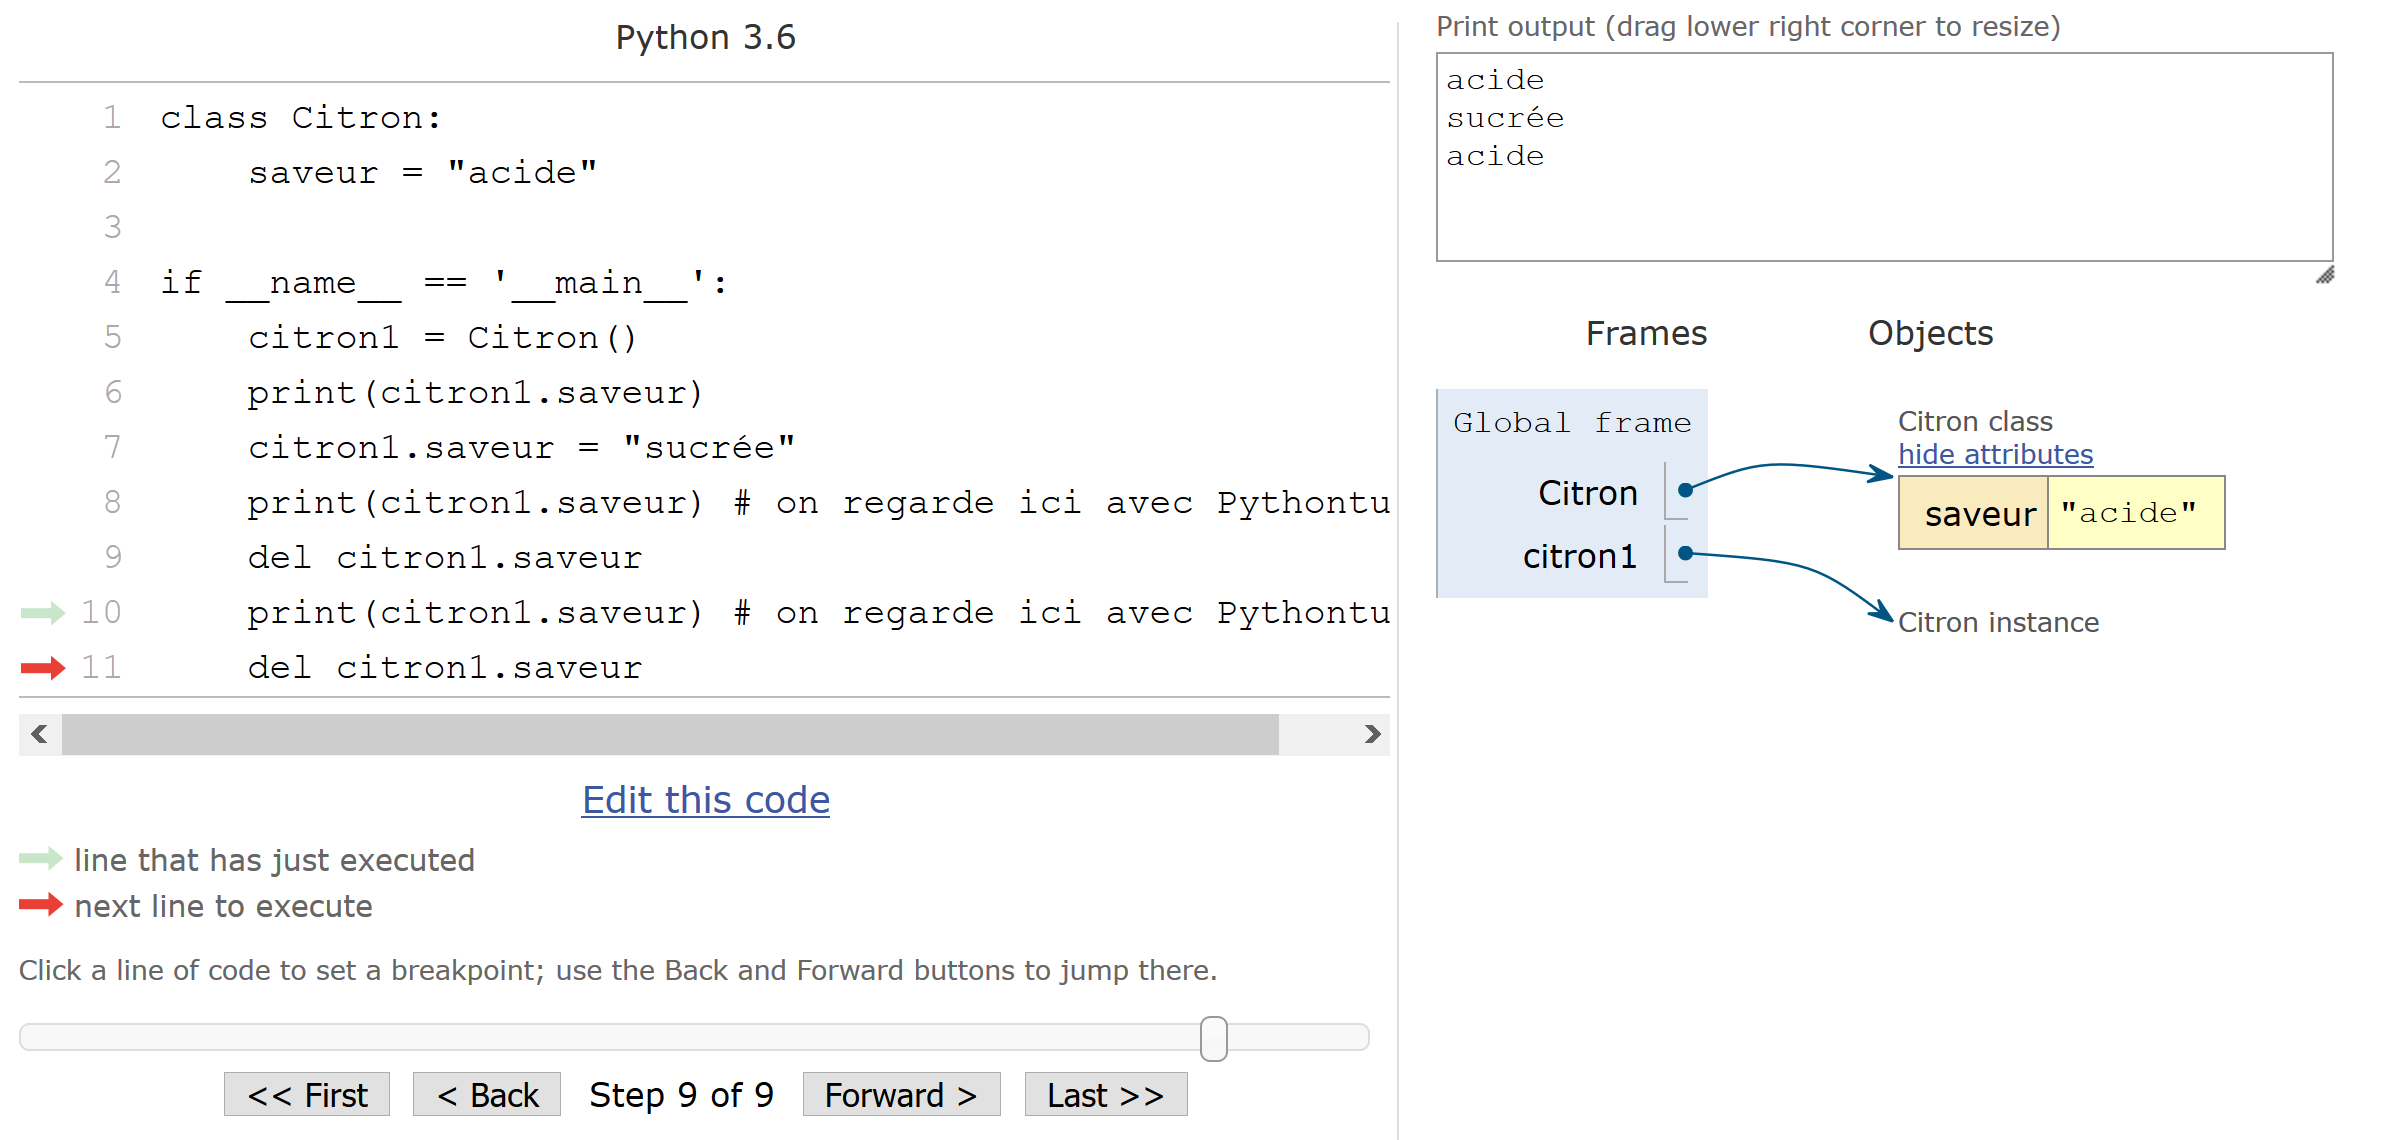 Python 3.6
1 class Citron:
2 saveur = "acide"
3
4 if __name__ == '__main__':
5 citron1 = Citron()
6 print(citron1.saveur)
7 citron1.saveur = "sucrée"
8 print(citron1.saveur) # on regarde ici avec Pythontu
9 del citron1.saveur
10 print(citron1.saveur) # on regarde ici avec Pythontu
11 del citron1.saveur
Edit this code
line that has just executed
next line to execute
Click a line of code to set a breakpoint; use the Back and Forward buttons to jump there.
<< First < Back Step 9 of 9 Forward > Last >>
Print output (drag lower right corner to resize)
acide
sucrée
acide
Frames Objects
Global frame
Citron
citron1
Citron class
hide attributes
saveur "acide"
Citron instance